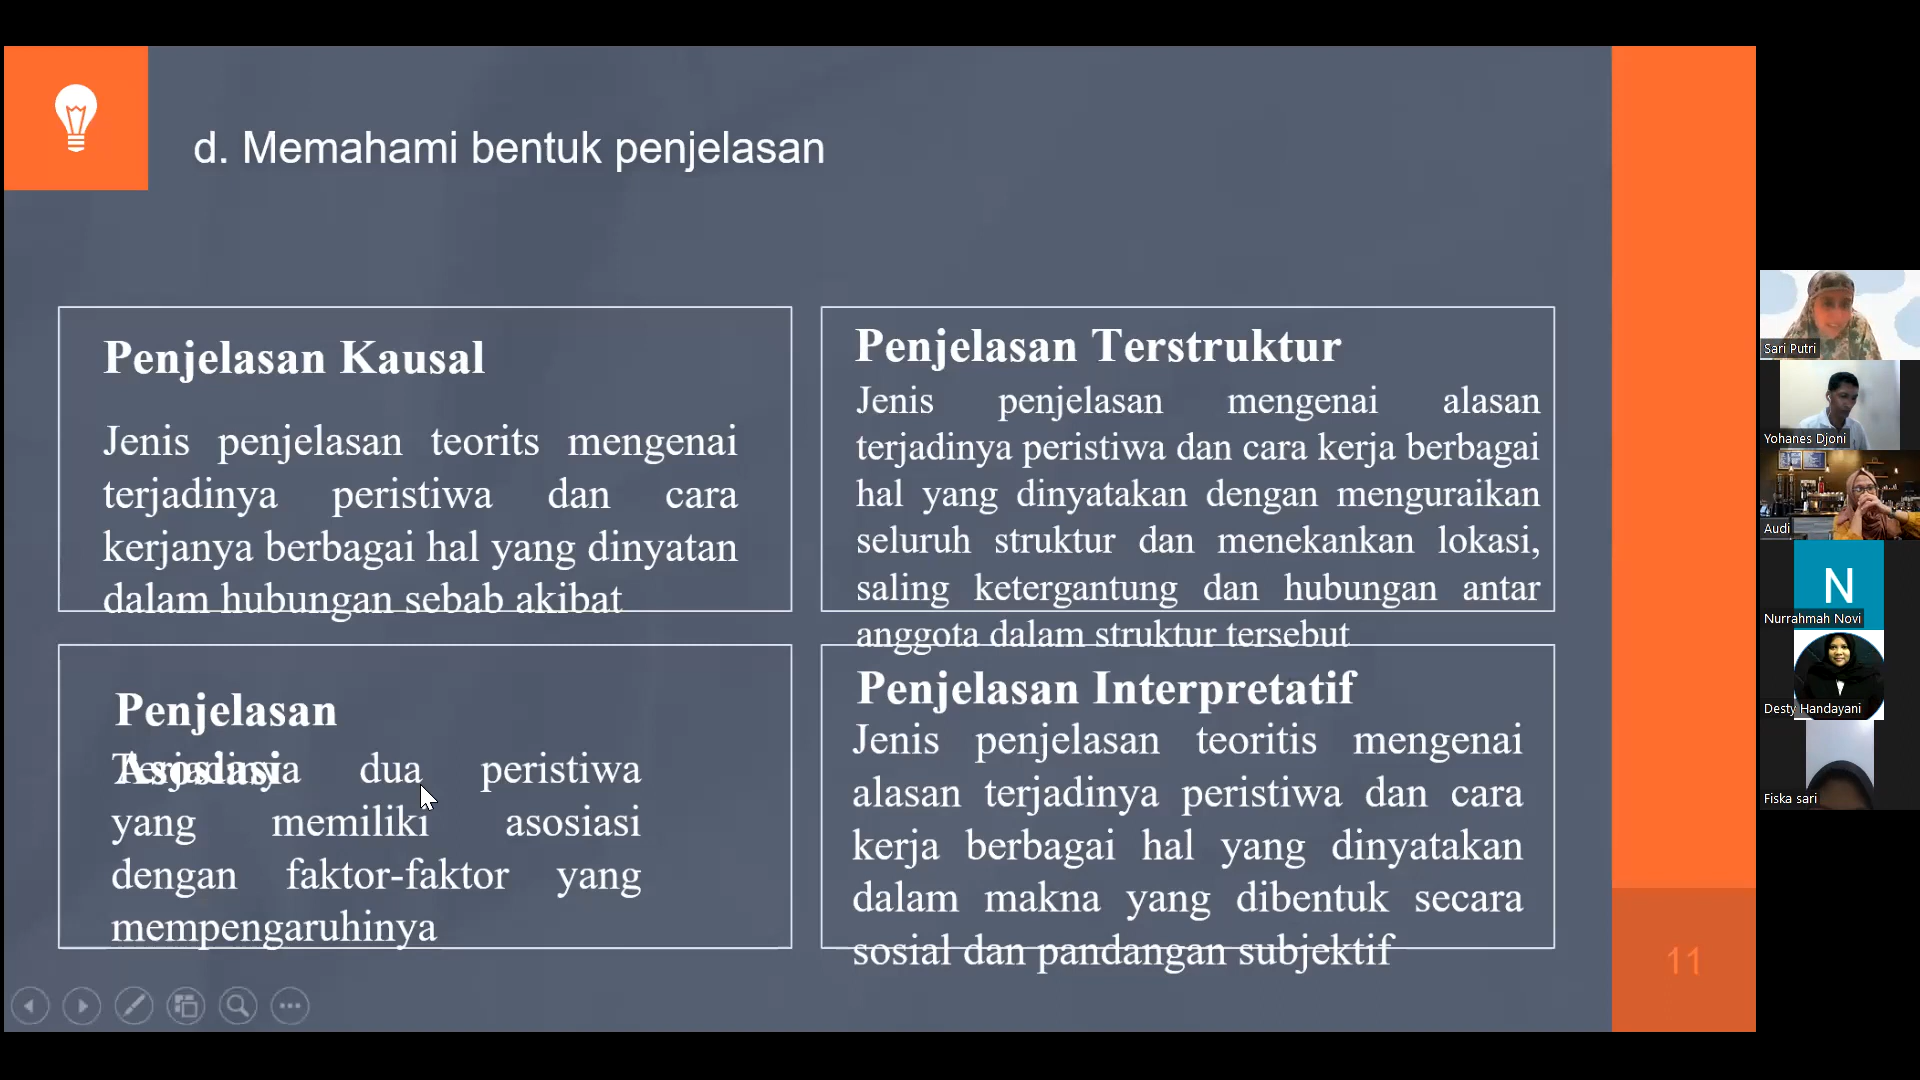 d. Memahami bentuk penjelasan
Penjelasan Kausal
Jenis penjelasan teorits mengenai
terjadinya peristiwa dan cara
kerjanya berbagai hal yang dinyatan
dalam hubungan sebab akibat
Penjelasan Terstruktur
Jenis penjelasan mengenai alasan
terjadinya peristiwa dan cara kerja berbagai
hal yang dinyatakan dengan menguraikan
seluruh struktur dan menekankan lokasi,
saling ketergantung dan hubungan antar
anggota dalam struktur tersebut
Penjelasan
Asosiasi
Terjadinya dua peristiwa
yang memiliki asosiasi
dengan faktor-faktor yang
mempengaruhinya
Penjelasan Interpretatif
Jenis penjelasan teoritis mengenai
alasan terjadinya peristiwa dan cara
kerja berbagai hal yang dinyatakan
dalam makna yang dibentuk secara
sosial dan pandangan subjektif
11
Sari Putri
Yohanes Djoni
Audi
N
Nurrahmah Novi
Desty Handayani
Fiska sari